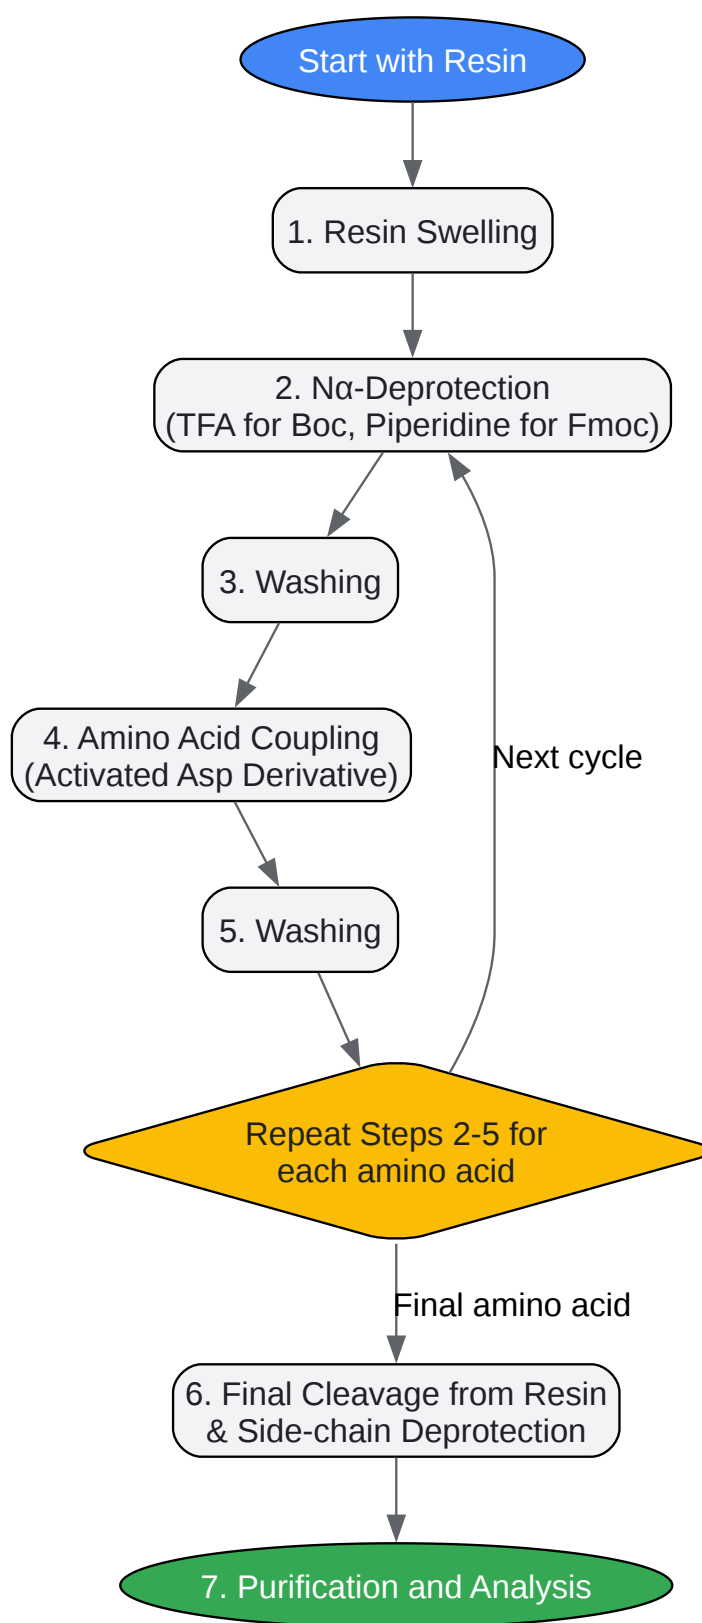 Start with Resin
1. Resin Swelling
2. Nα-Deprotection
(TFA for Boc, Piperidine for Fmoc)
3. Washing
4. Amino Acid Coupling
(Activated Asp Derivative)
Next cycle
5. Washing
Repeat Steps 2-5 for
each amino acid
Final amino acid
6. Final Cleavage from Resin
& Side-chain Deprotection
7. Purification and Analysis